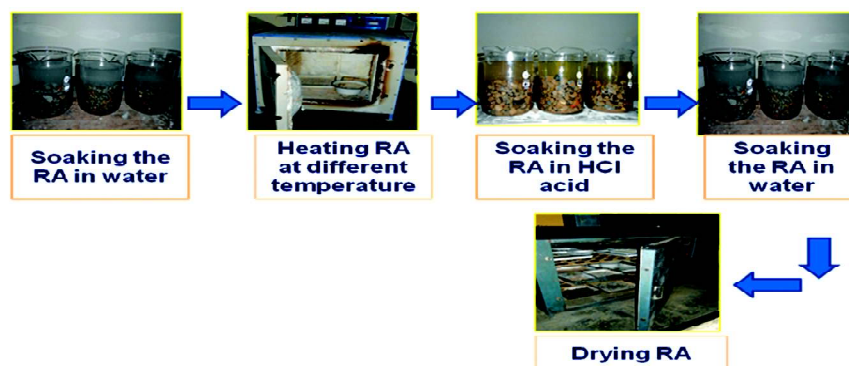 Soaking the
RA in water
Heating RA
at different
temperature
Soaking the
RA in HCl
acid
Soaking
the RA in
water
Drying RA